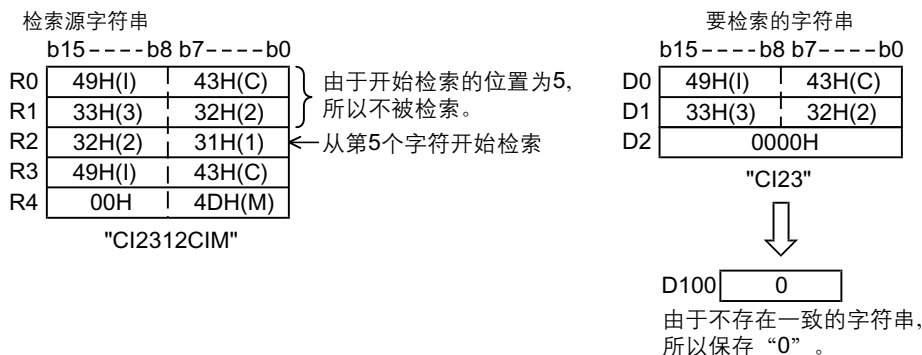 检索源字符串
b15----b8 b7----b0
R0 49H(I) 43H(C)
R1 33H(3) 32H(2)
R2 32H(2) 31H(1)
R3 49H(I) 43H(C)
R4 00H 4DH(M)
"CI2312CIM"
由于开始检索的位置为5,
所以不被检索。
从第5个字符开始检索
要检索的字符串
b15----b8 b7----b0
D0 49H(I) 43H(C)
D1 33H(3) 32H(2)
D2 0000H
"CI23"
D100 0
由于不存在一致的字符串,
所以保存“0”。